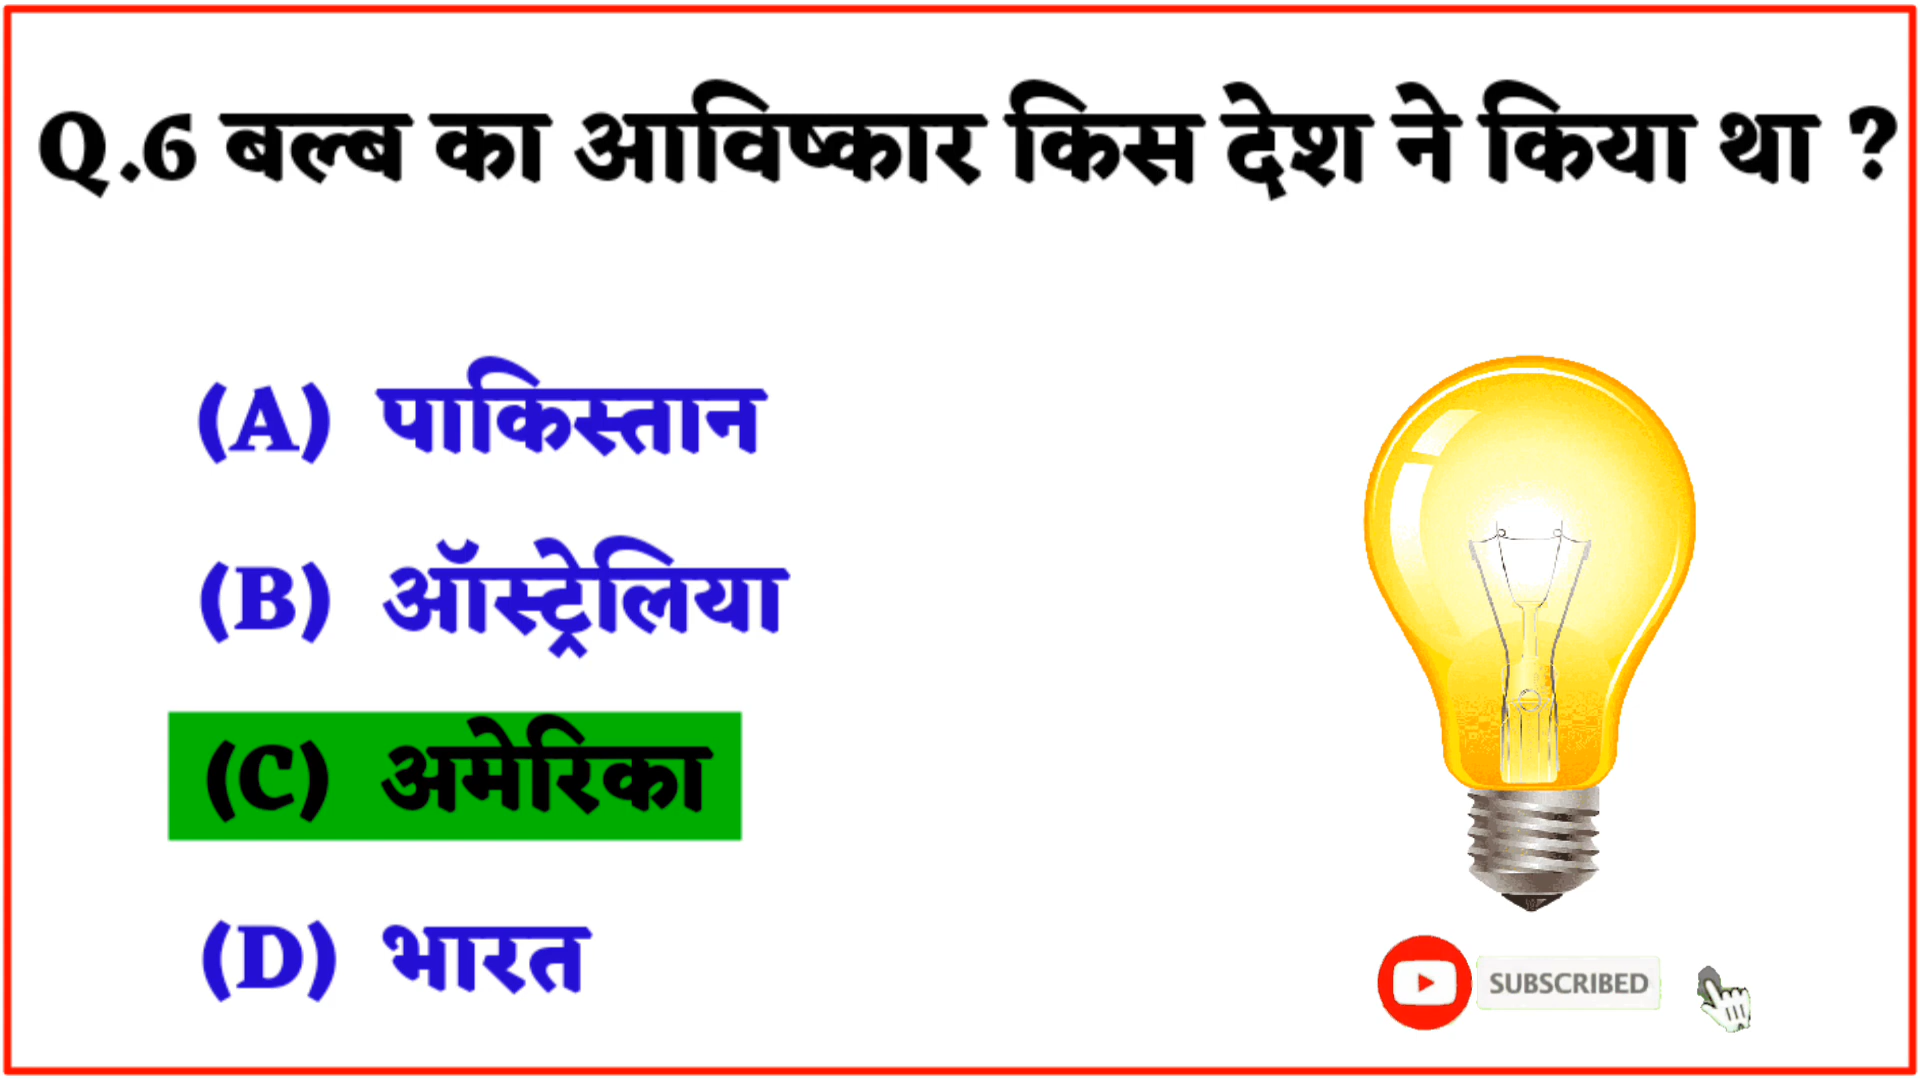 Q.6 बल्ब का आविष्कार किस देश ने किया था ?
(A) पाकिस्तान
(B) ऑस्ट्रेलिया
(C) अमेरिका
(D) भारत
SUBSCRIBED